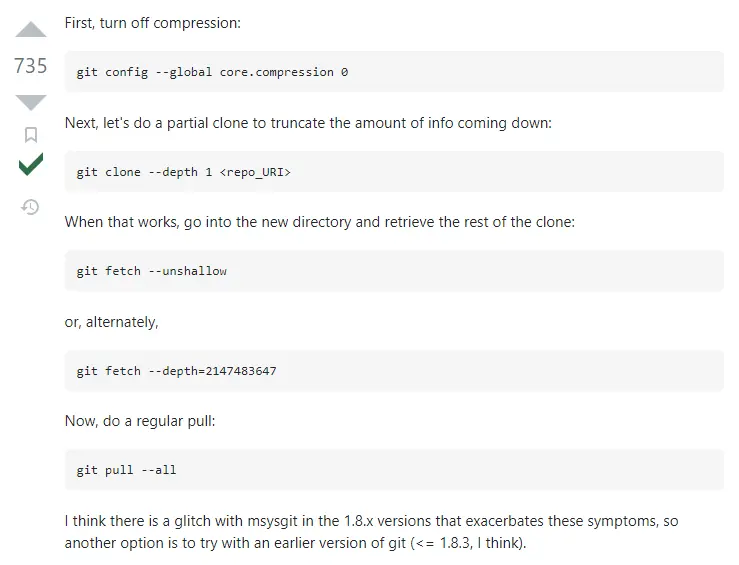 First, turn off compression:
735
git config --global core.compression 0
Next, let's do a partial clone to truncate the amount of info coming down:
git clone --depth 1 <repo_URI>
When that works, go into the new directory and retrieve the rest of the clone:
git fetch --unshallow
or, alternately,
git fetch --depth=2147483647
Now, do a regular pull:
git pull --all
I think there is a glitch with msysgit in the 1.8.x versions that exacerbates these symptoms, so
another option is to try with an earlier version of git (<= 1.8.3, I think).